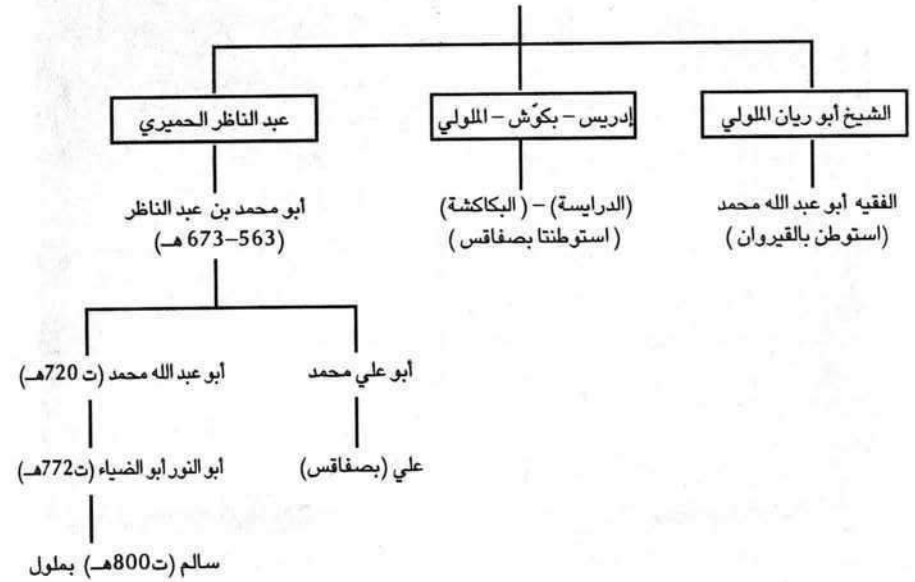 الشيخ أبو ريان الملولي
إدريس – بكوّش – الملولي
عبد الناظر الحميري
الفقيه أبو عبد الله محمد
(استوطن بالقيروان)
(الدرايسة) – (البكاكشة)
(استوطنتا بصفاقس)
أبو محمد بن عبد الناظر
(563–673 هـ)
أبو علي محمد
أبو عبد الله محمد (ت 720هـ)
علي (بصفاقس)
أبو النور أبو الضياء (ت772هـ)
سالم (ت800هـ) بملول